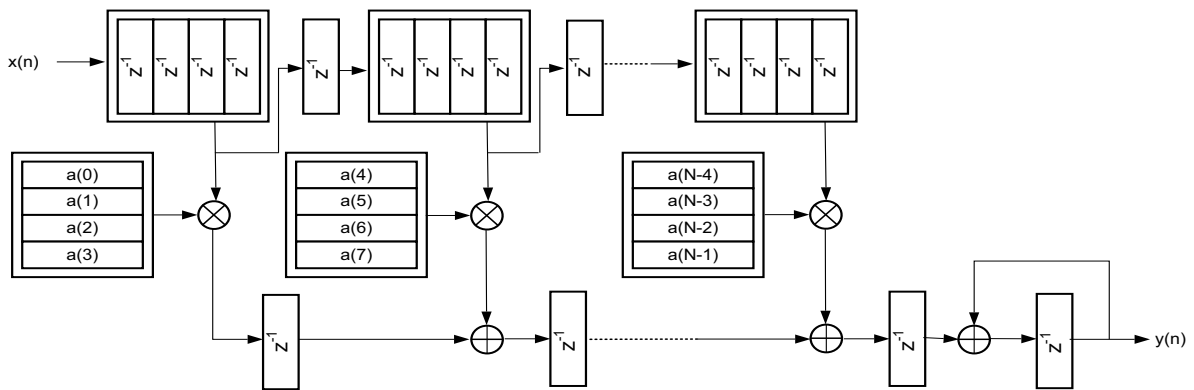 x(n)
z⁻¹ z⁻¹ z⁻¹ z⁻¹
z⁻¹
z⁻¹ z⁻¹ z⁻¹ z⁻¹
z⁻¹
z⁻¹ z⁻¹ z⁻¹ z⁻¹
a(0)
a(1)
a(2)
a(3)
a(4)
a(5)
a(6)
a(7)
a(N-4)
a(N-3)
a(N-2)
a(N-1)
z⁻¹
z⁻¹
z⁻¹
z⁻¹
y(n)